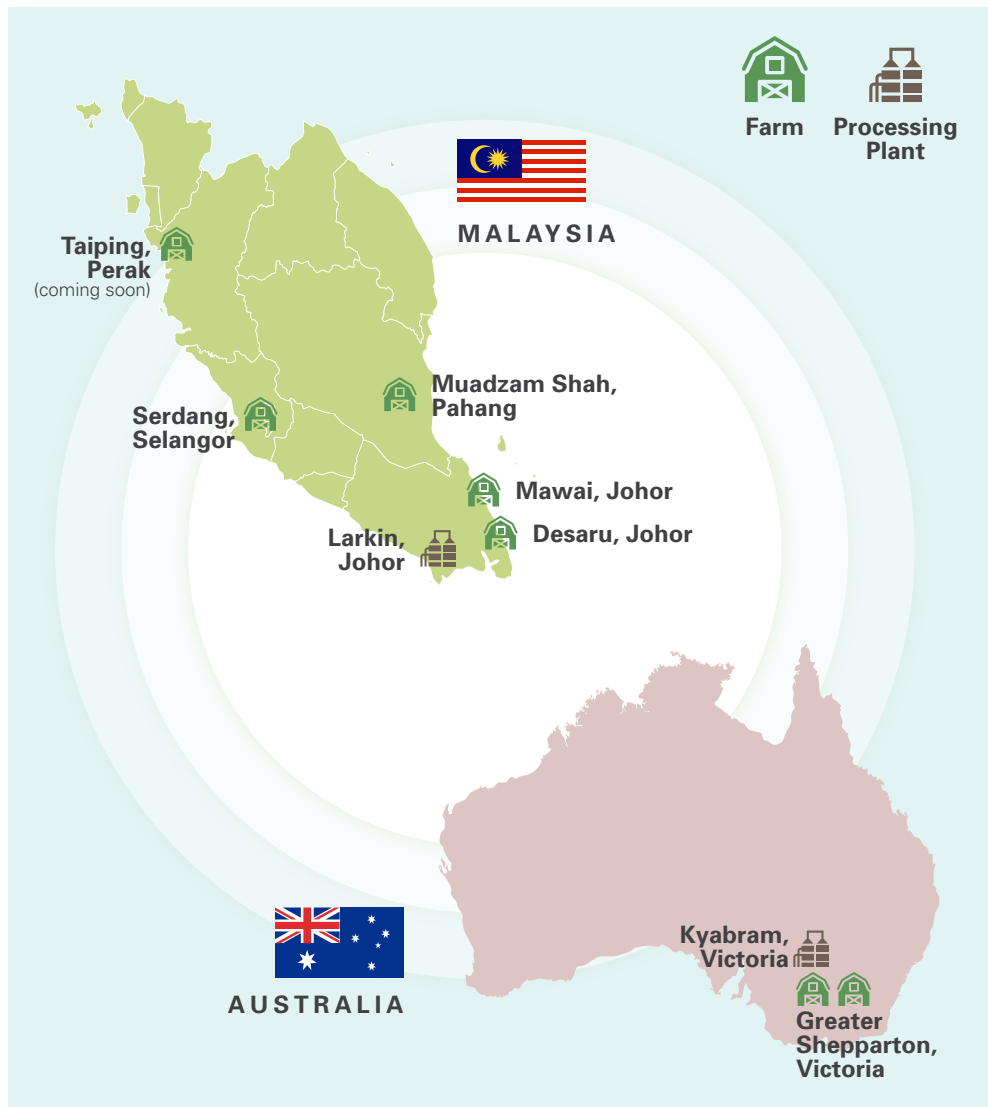 Farm
Processing
Plant
MALAYSIA
Taiping,
Perak
(coming soon)
Muadzam Shah,
Pahang
Serdang,
Selangor
Mawai, Johor
Desaru, Johor
Larkin,
Johor
Kyabram,
Victoria
AUSTRALIA
Greater
Shepparton,
Victoria